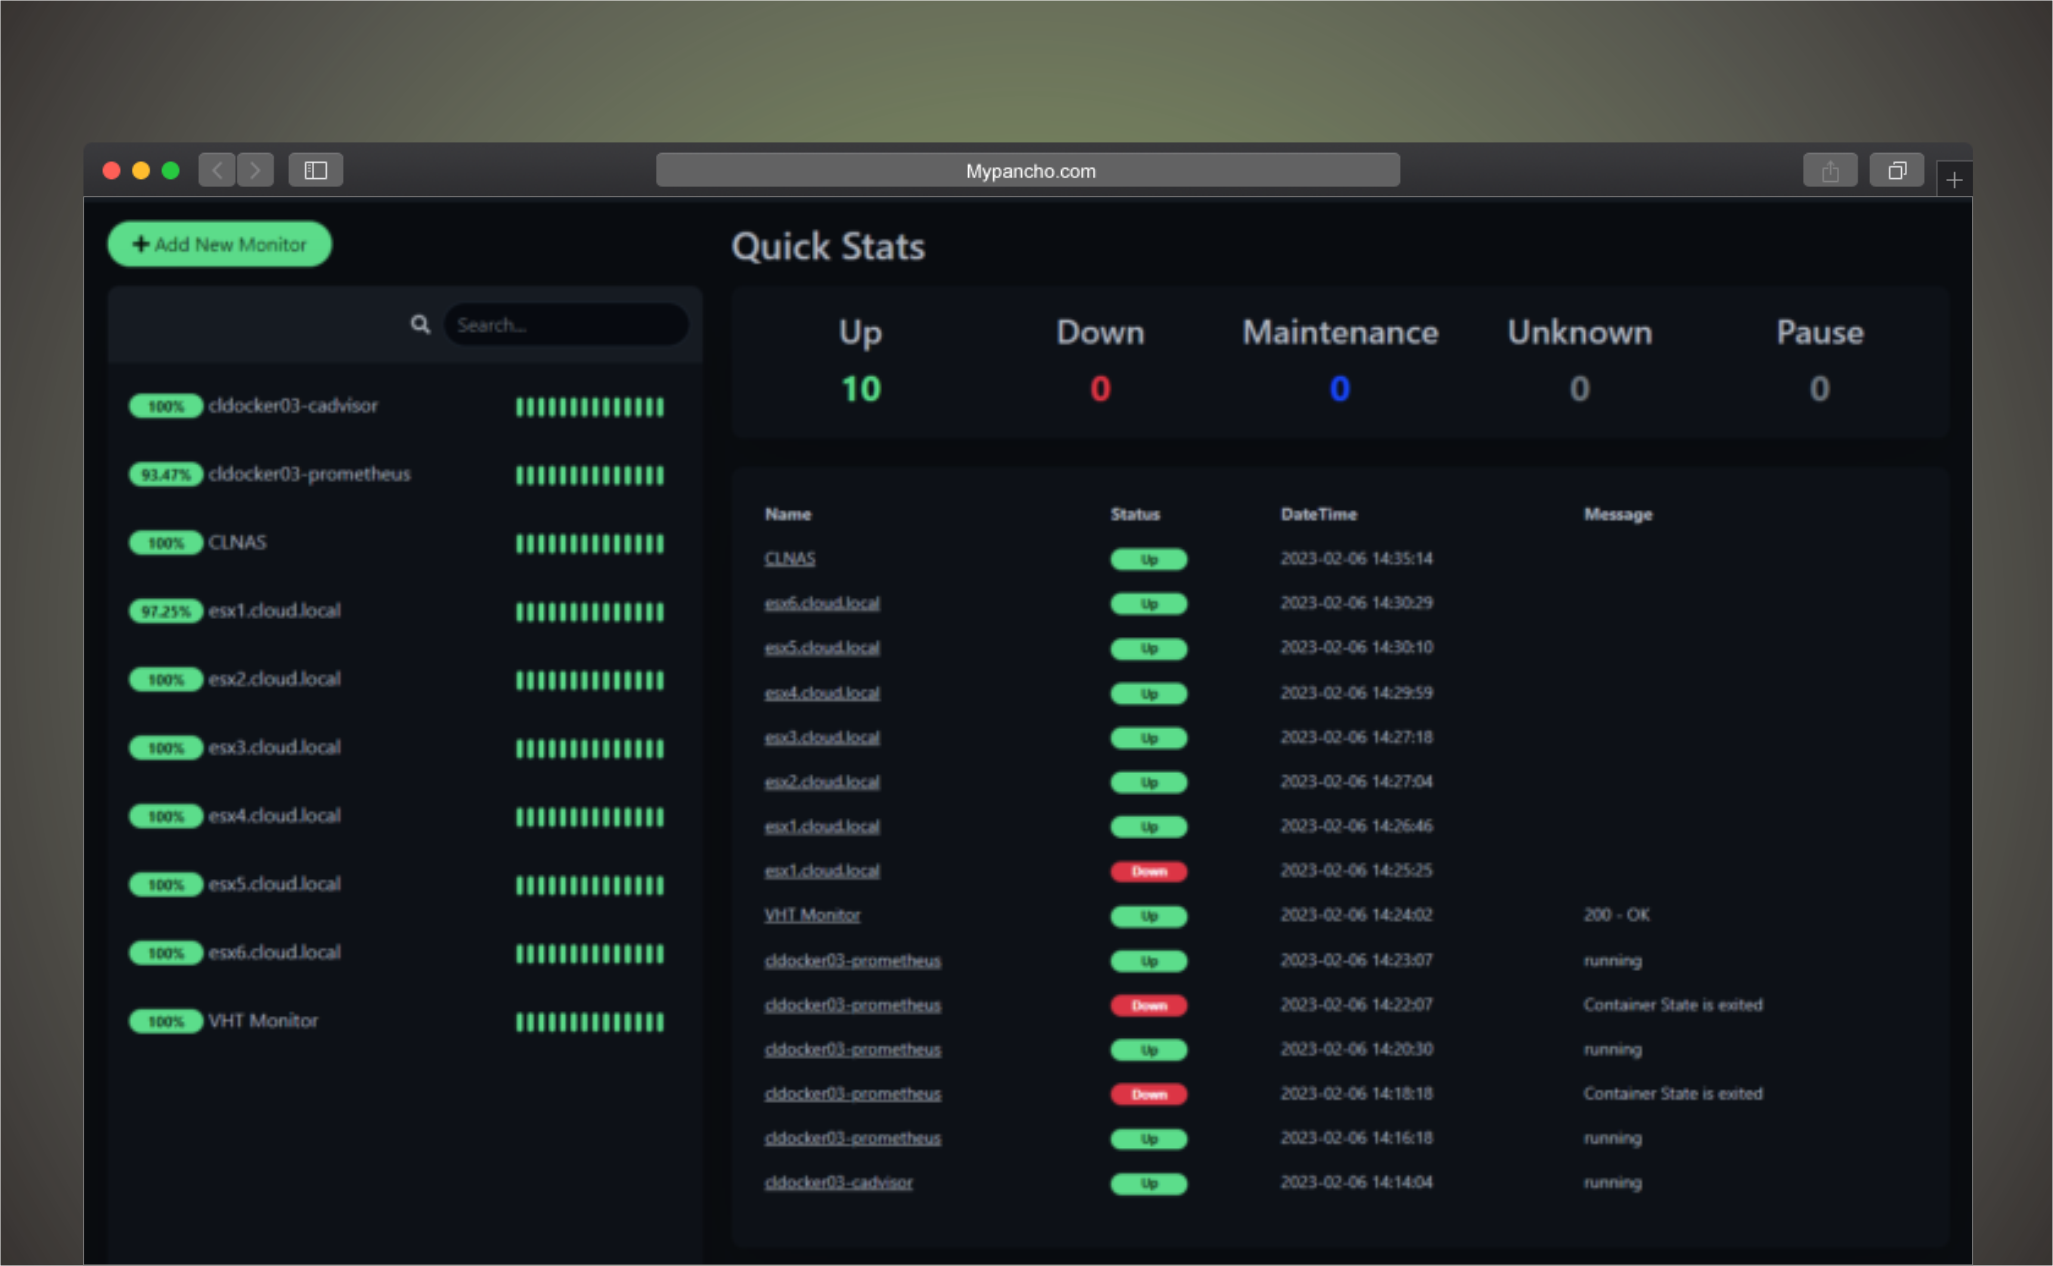 Mypancho.com
Add New Monitor
Search...
100% cldocker03-cadvisor
93.47% cldocker03-prometheus
100% CLNAS
97.25% esx1.cloud.local
100% esx2.cloud.local
100% esx3.cloud.local
100% esx4.cloud.local
100% esx5.cloud.local
100% esx6.cloud.local
100% VHT Monitor
Quick Stats
Up Down Maintenance Unknown Pause
10 0 0 0 0
Name Status DateTime Message
CLNAS Up 2023-02-06 14:35:14
esx6.cloud.local Up 2023-02-06 14:30:29
esx5.cloud.local Up 2023-02-06 14:30:10
esx4.cloud.local Up 2023-02-06 14:29:59
esx3.cloud.local Up 2023-02-06 14:27:18
esx2.cloud.local Up 2023-02-06 14:27:04
esx1.cloud.local Up 2023-02-06 14:26:46
esx1.cloud.local Down 2023-02-06 14:25:25
VHT Monitor Up 2023-02-06 14:24:02 200 - OK
cldocker03-prometheus Up 2023-02-06 14:23:07 running
cldocker03-prometheus Down 2023-02-06 14:22:07 Container State is exited
cldocker03-prometheus Up 2023-02-06 14:20:30 running
cldocker03-prometheus Down 2023-02-06 14:18:18 Container State is exited
cldocker03-prometheus Up 2023-02-06 14:16:18 running
cldocker03-cadvisor Up 2023-02-06 14:14:04 running